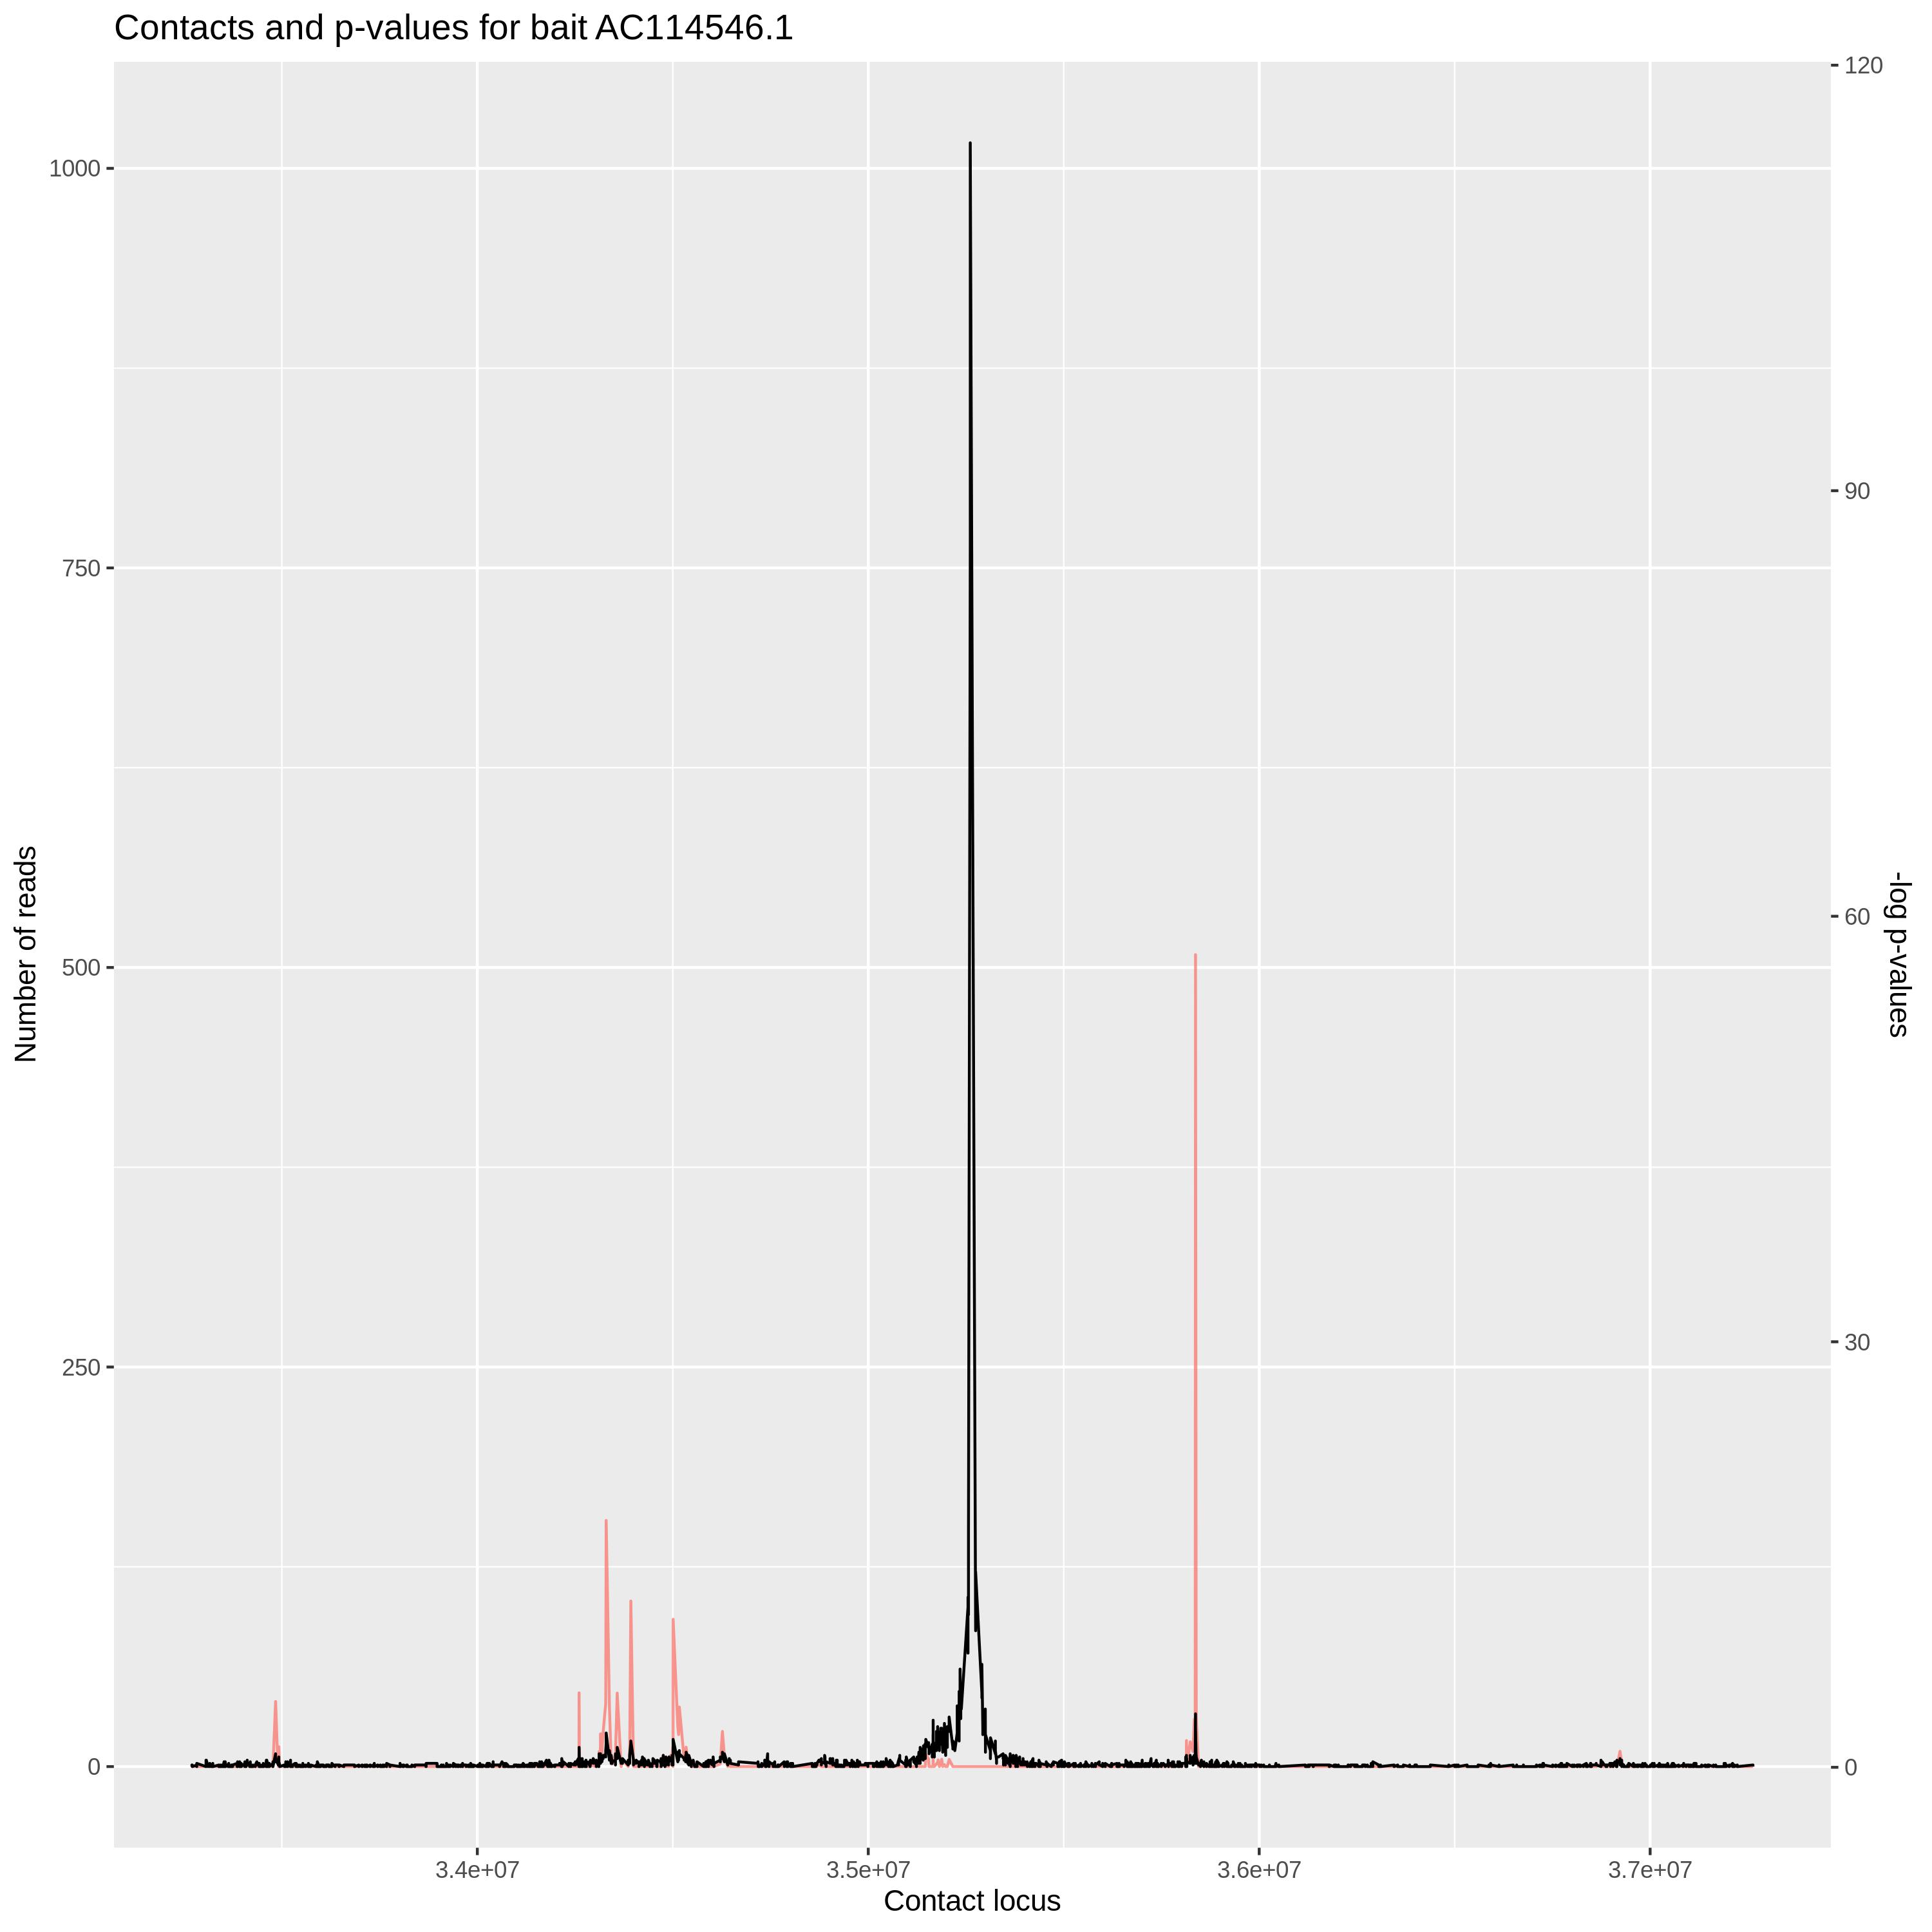 Contacts and p-values for bait AC114546.1
1000
750
500
250
0
120
90
60
30
0
Number of reads
-log p-values
3.4e+07
3.5e+07
3.6e+07
3.7e+07
Contact locus